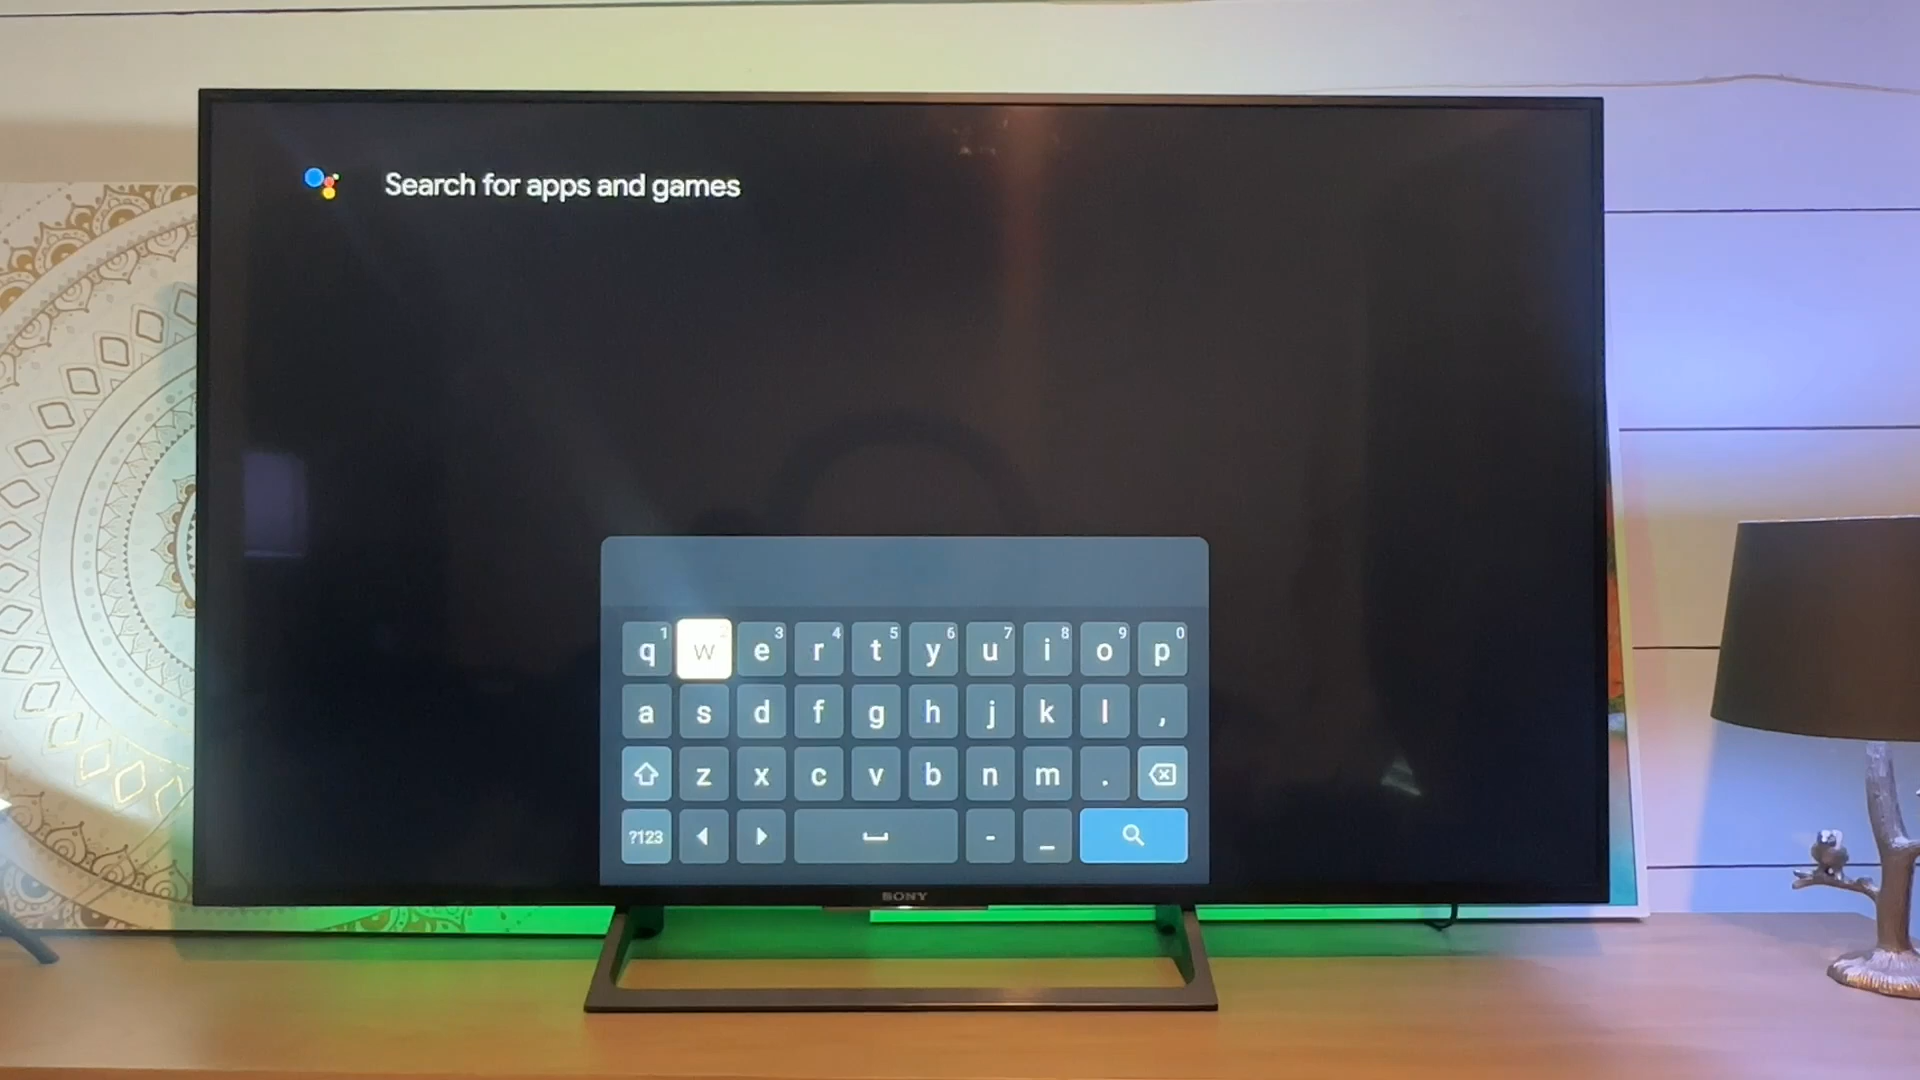 Search for apps and games
q 1 w 2 e 3 r 4 t 5 y 6 u 7 i 8 o 9 p 0
a s d f g h j k l ,
z x c v b n m .
?123 - _
SONY